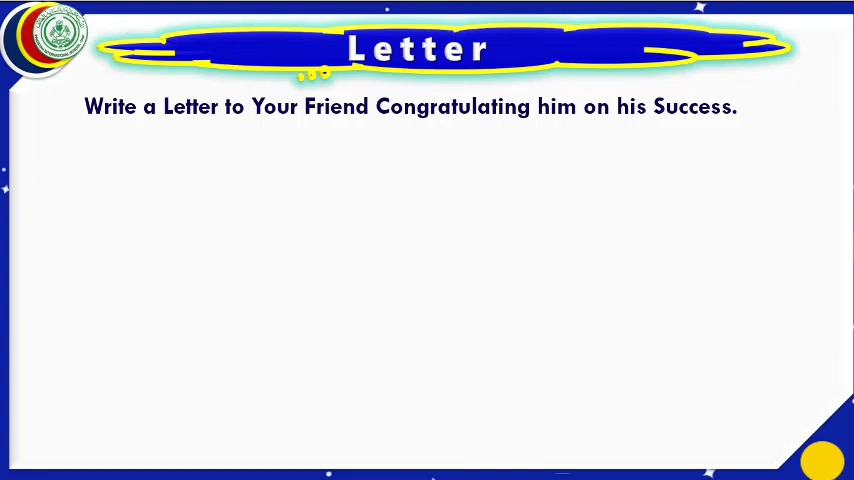 Letter
Write a Letter to Your Friend Congratulating him on his Success.